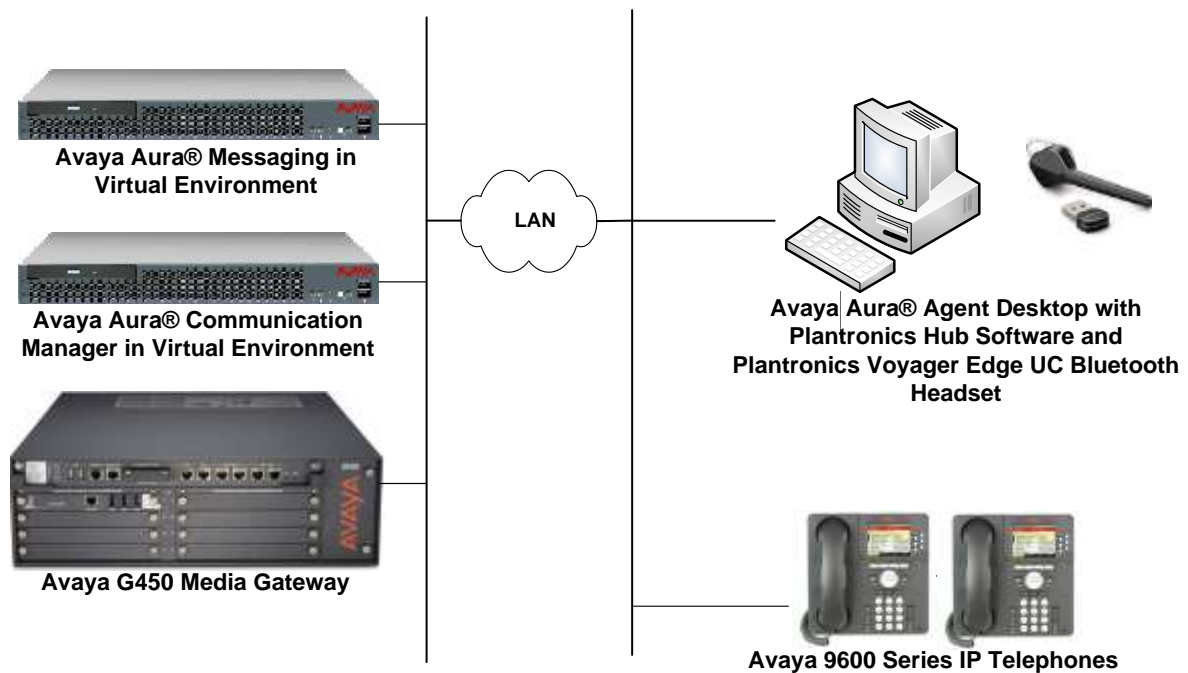 Avaya Aura® Messaging in
Virtual Environment
Avaya Aura® Communication
Manager in Virtual Environment
AVAYA
Avaya G450 Media Gateway
LAN
Avaya Aura® Agent Desktop with
Plantronics Hub Software and
Plantronics Voyager Edge UC Bluetooth
Headset
Avaya 9600 Series IP Telephones